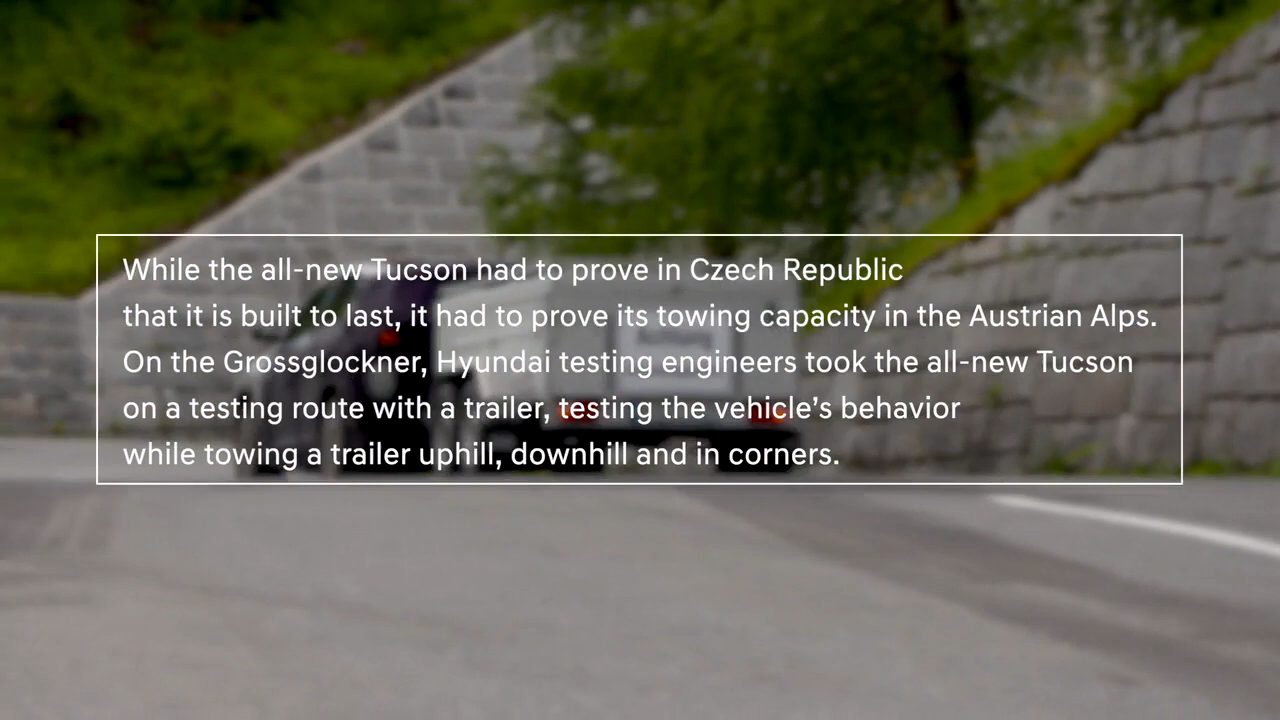 While the all-new Tucson had to prove in Czech Republic
that it is built to last, it had to prove its towing capacity in the Austrian Alps.
On the Grossglockner, Hyundai testing engineers took the all-new Tucson
on a testing route with a trailer, testing the vehicle’s behavior
while towing a trailer uphill, downhill and in corners.